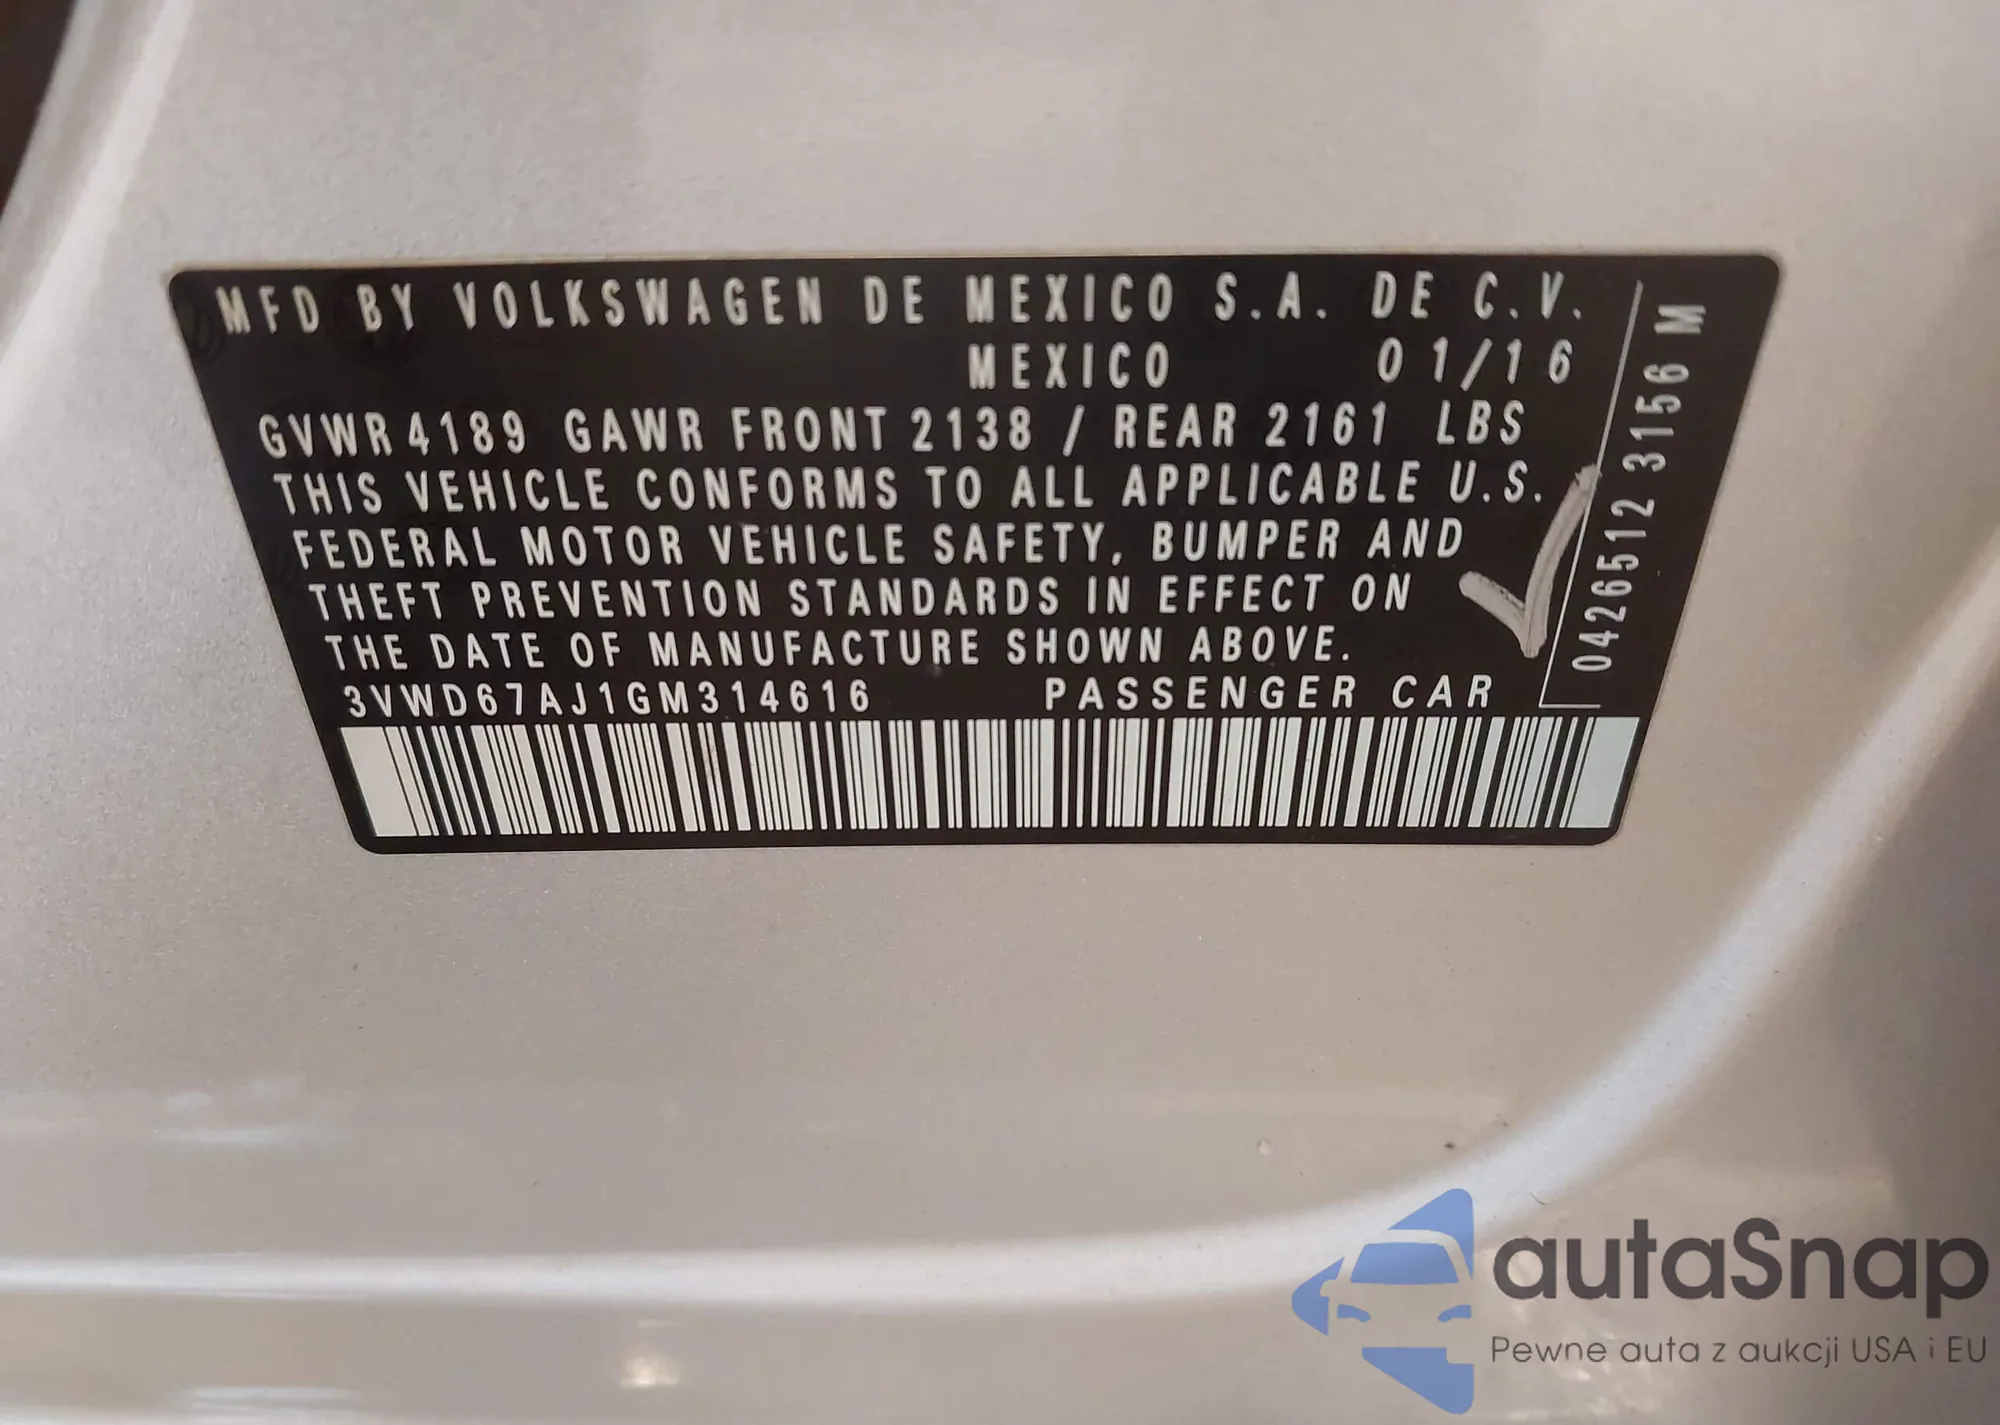 MFD BY VOLKSWAGEN DE MEXICO S.A. DE C.V.
MEXICO 01/16
GVWR 4189 GAWR FRONT 2138 / REAR 2161 LBS
THIS VEHICLE CONFORMS TO ALL APPLICABLE U.S.
FEDERAL MOTOR VEHICLE SAFETY, BUMPER AND
THEFT PREVENTION STANDARDS IN EFFECT ON
THE DATE OF MANUFACTURE SHOWN ABOVE.
3VWD67AJ1GM314616 PASSENGER CAR
0426512 3156 M
autaSnap
Pewne auta z aukcji USA i EU